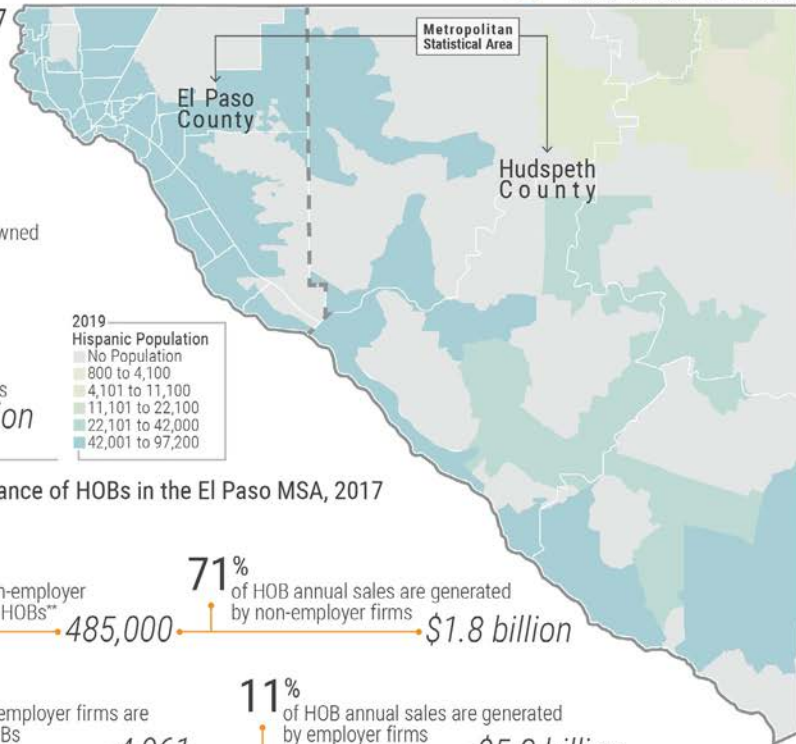 7
Metropolitan
Statistical Area
El Paso
County
Hudspeth
County
wned
2019
Hispanic Population
No Population
800 to 4,100
4,101 to 11,100
11,101 to 22,100
22,101 to 42,000
42,001 to 97,200
s
on
ance of HOBs in the El Paso MSA, 2017
n-employer
HOBs**
485,000
71%
of HOB annual sales are generated
by non-employer firms
$1.8 billion
employer firms are
Bs
11%
of HOB annual sales are generated
by employer firms